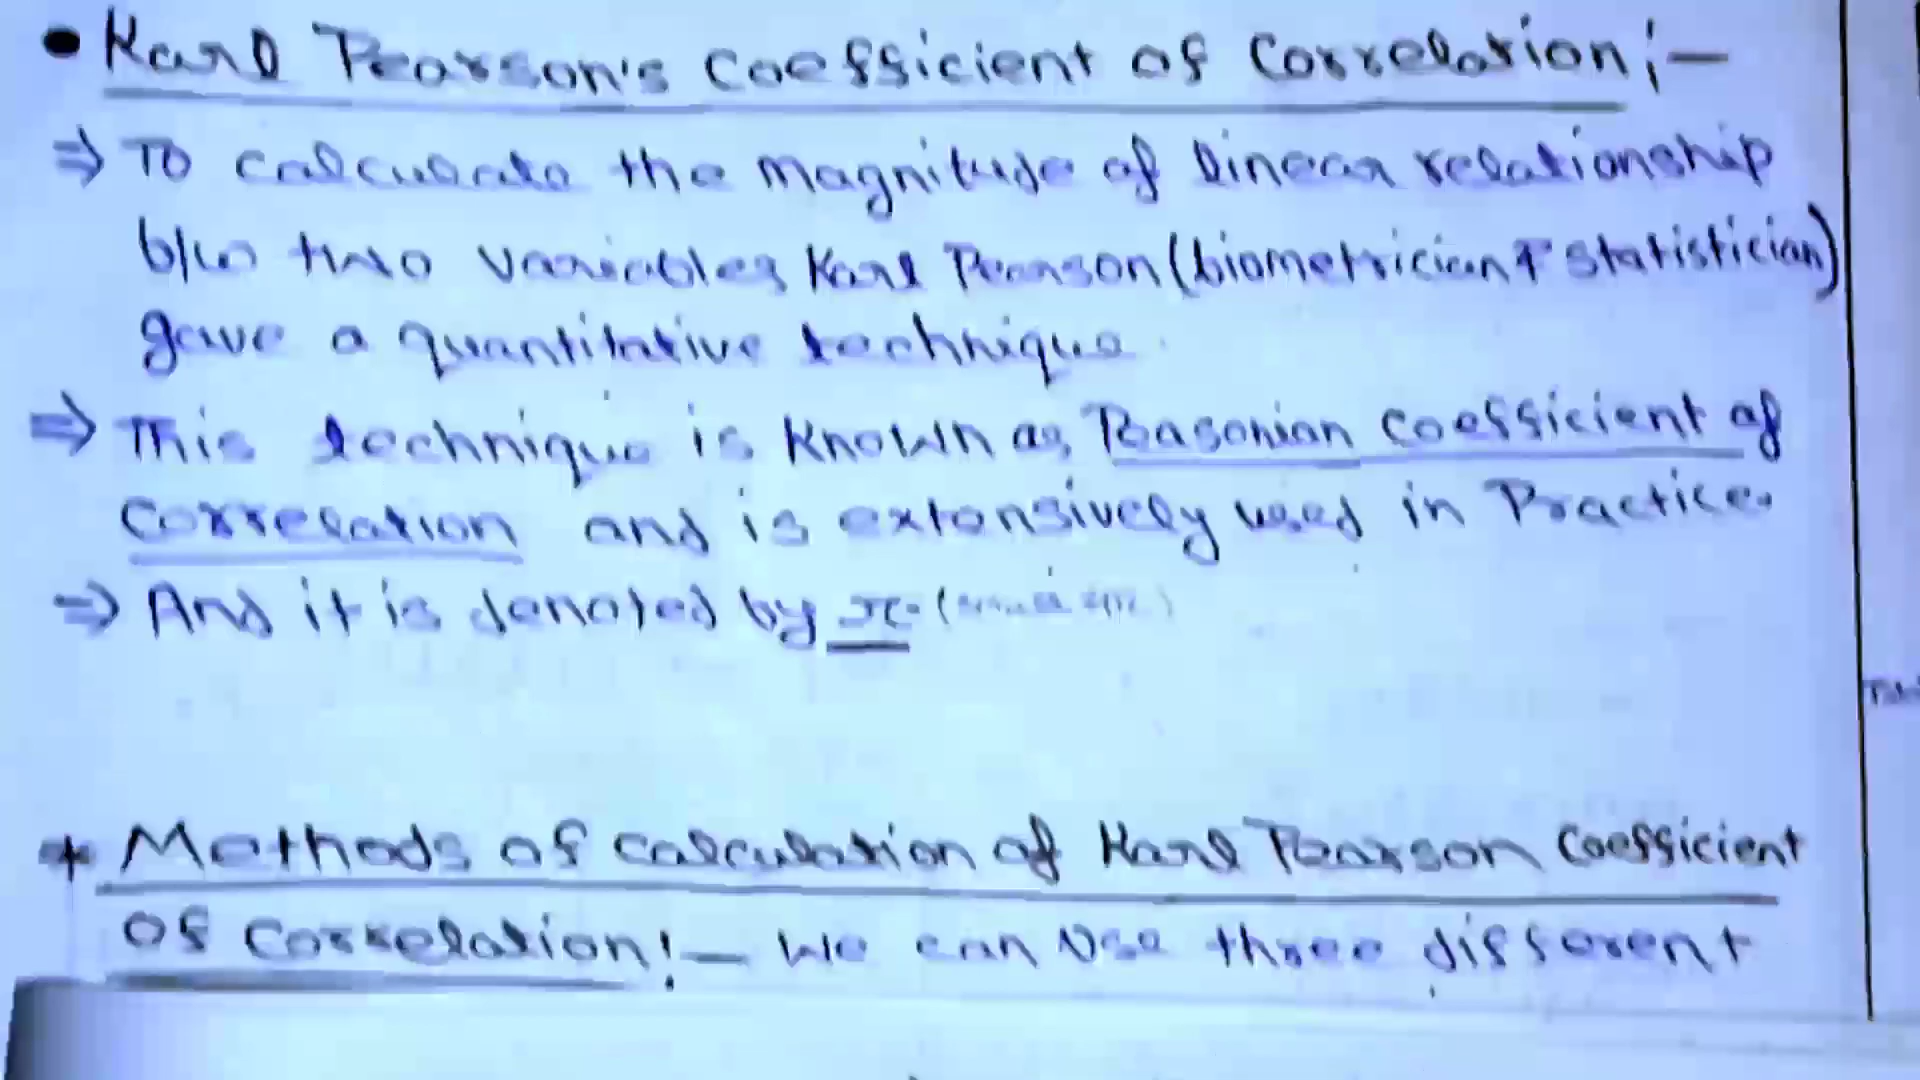 • Karl Pearson's Coefficient of Correlation :-
⇒ To calculate the magnitude of linear relationship
b/w two variables Karl Pearson (biometrician & statistician)
gave a quantitative technique.
⇒ This technique is known as Peasonian coefficient of
Correlation and is extensively used in Practice.
⇒ And it is denoted by r.
* Methods of calculation of Karl Pearson Coefficient
of Correlation :- We can use three different